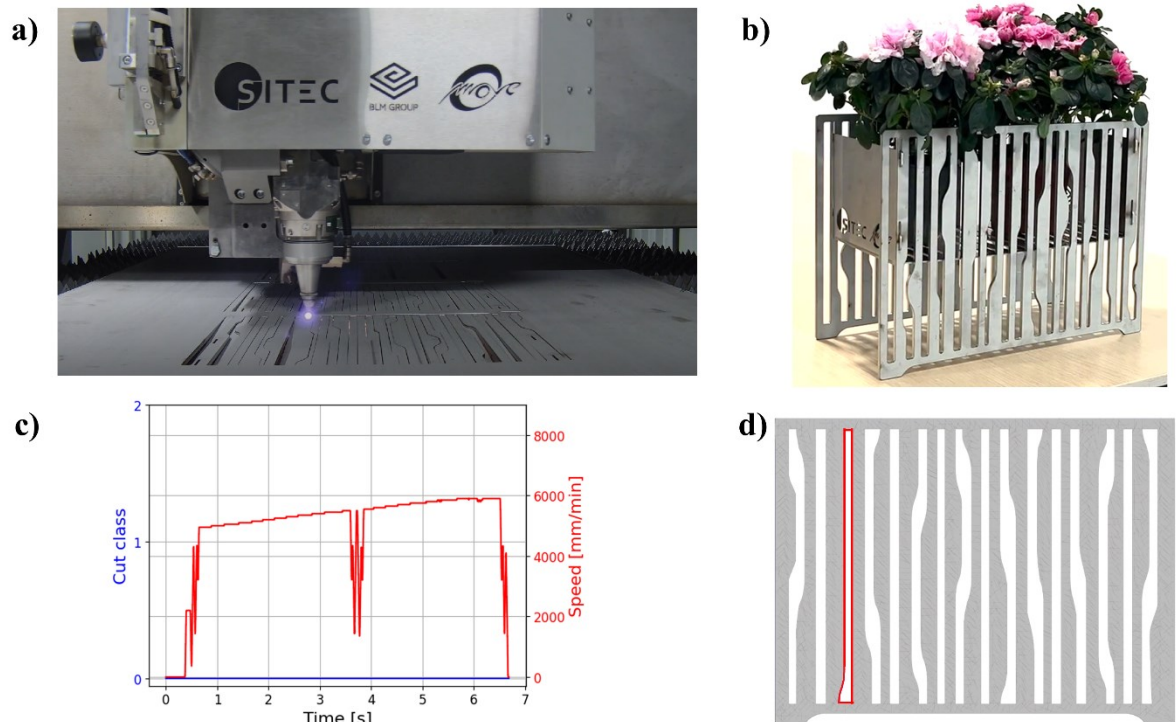 a)
SITEC
BLM GROUP
b)
SITEC
c)
Cut class
2
1
0
Speed [mm/min]
8000
6000
4000
2000
0
0 1 2 3 4 5 6 7
Time [s]
d)